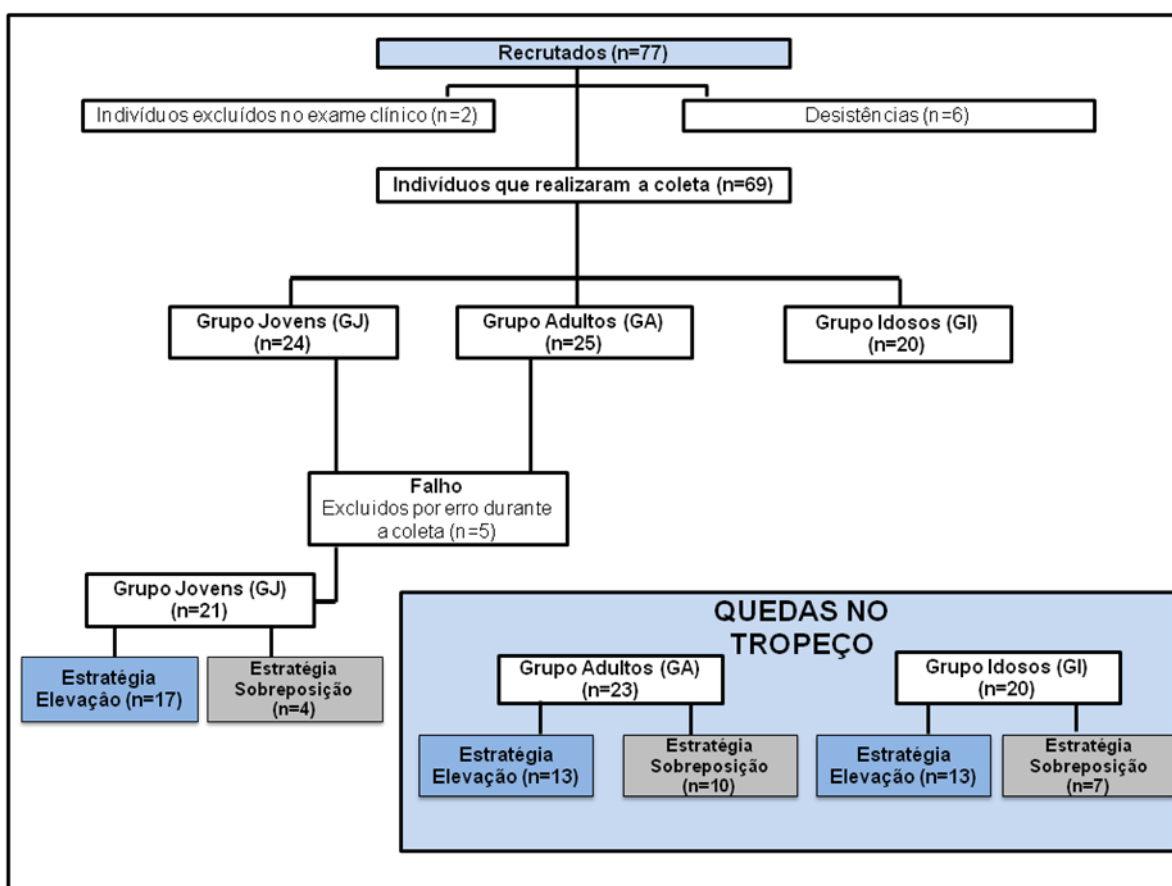 Recrutados (n=77)
Indivíduos excluídos no exame clínico (n=2)
Desistências (n=6)
Indivíduos que realizaram a coleta (n=69)
Grupo Jovens (GJ)
(n=24)
Grupo Adultos (GA)
(n=25)
Grupo Idosos (GI)
(n=20)
Falho
Excluidos por erro durante
a coleta (n=5)
Grupo Jovens (GJ)
(n=21)
Estratégia
Elevação (n=17)
Estratégia
Sobreposição
(n=4)
QUEDAS NO
TROPEÇO
Grupo Adultos (GA)
(n=23)
Grupo Idosos (GI)
(n=20)
Estratégia
Elevação (n=13)
Estratégia
Sobreposição
(n=10)
Estratégia
Elevação (n=13)
Estratégia
Sobreposição
(n=7)